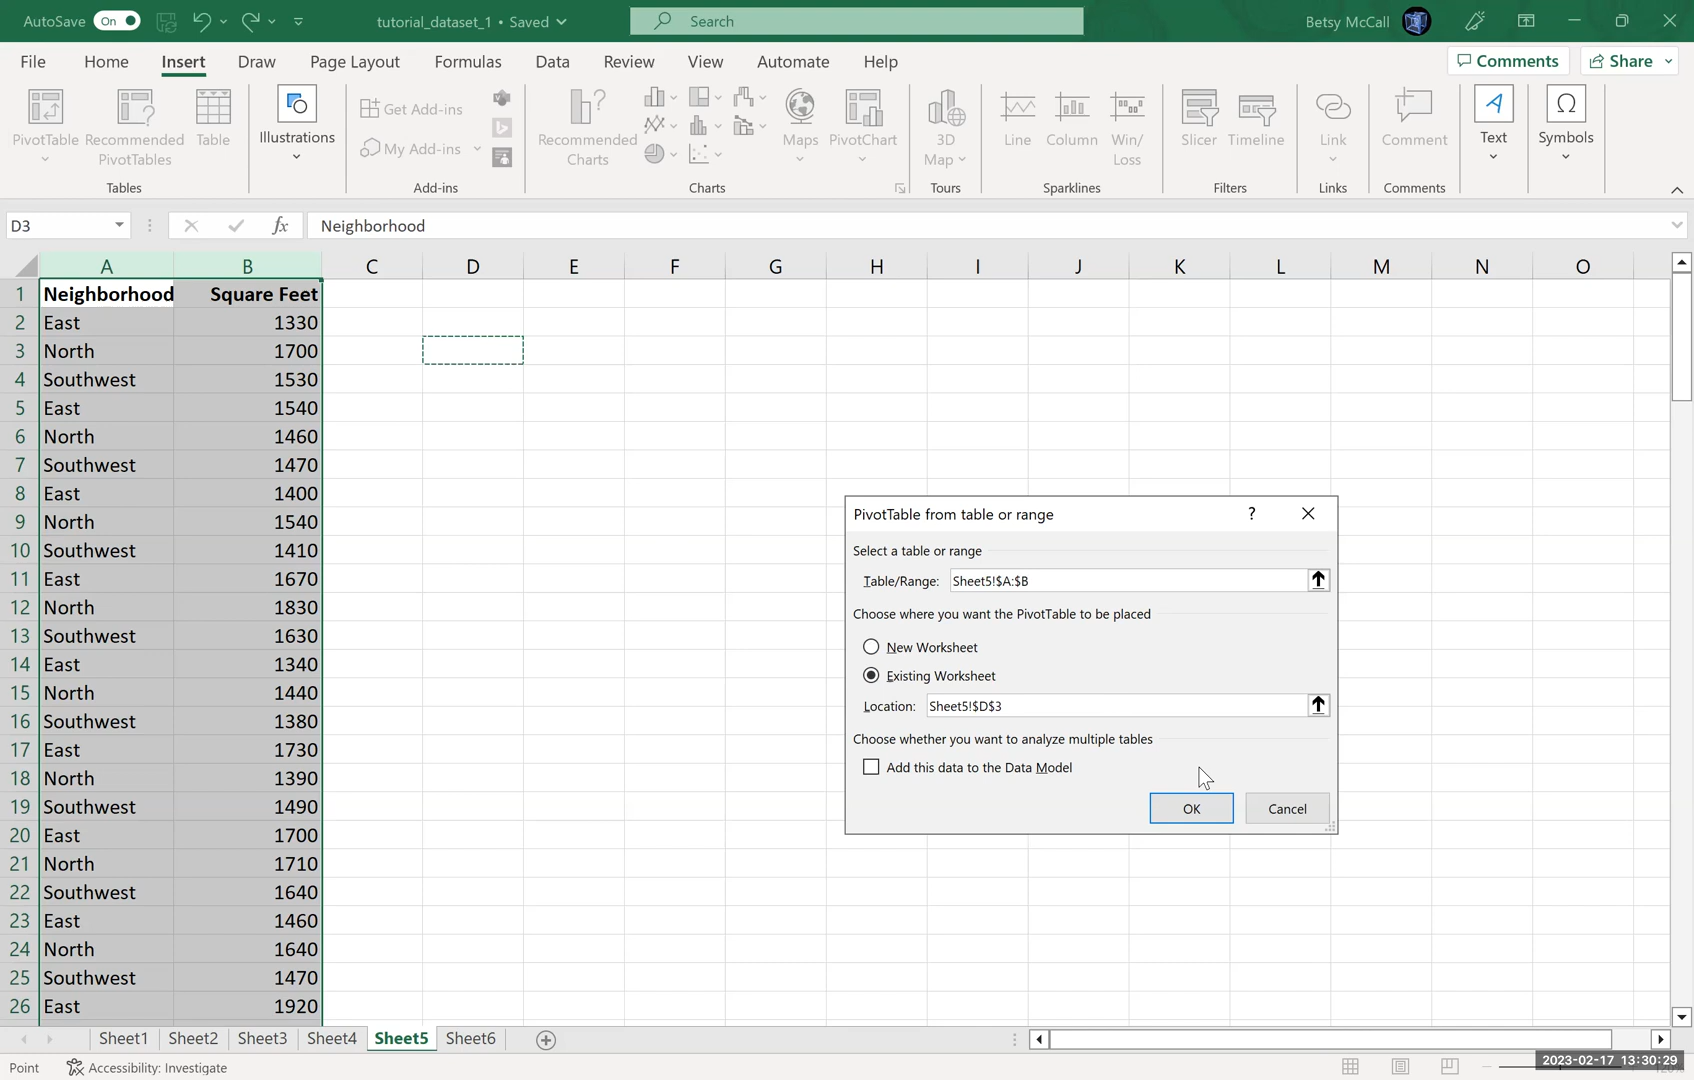 AutoSave On tutorial_dataset_1 • Saved Search Betsy McCall
File Home Insert Draw Page Layout Formulas Data Review View Automate Help Comments Share
PivotTable Recommended PivotTables Table
Tables
Illustrations
Get Add-ins
My Add-ins
Add-ins
Recommended Charts
Maps PivotChart
Charts
3D Map
Tours
Line Column Win/Loss
Sparklines
Slicer Timeline
Filters
Link
Links
Comment
Comments
Text
Symbols
D3 fx Neighborhood
A B C D E F G H I J K L M N O
1 Neighborhood Square Feet
2 East 1330
3 North 1700
4 Southwest 1530
5 East 1540
6 North 1460
7 Southwest 1470
8 East 1400
9 North 1540
10 Southwest 1410
11 East 1670
12 North 1830
13 Southwest 1630
14 East 1340
15 North 1440
16 Southwest 1380
17 East 1730
18 North 1390
19 Southwest 1490
20 East 1700
21 North 1710
22 Southwest 1640
23 East 1460
24 North 1640
25 Southwest 1470
26 East 1920
PivotTable from table or range ?
Select a table or range
Table/Range: Sheet5!$A:$B
Choose where you want the PivotTable to be placed
New Worksheet
Existing Worksheet
Location: Sheet5!$D$3
Choose whether you want to analyze multiple tables
Add this data to the Data Model
OK Cancel
Sheet1 Sheet2 Sheet3 Sheet4 Sheet5 Sheet6
Point Accessibility: Investigate
2023-02-17 13:30:29